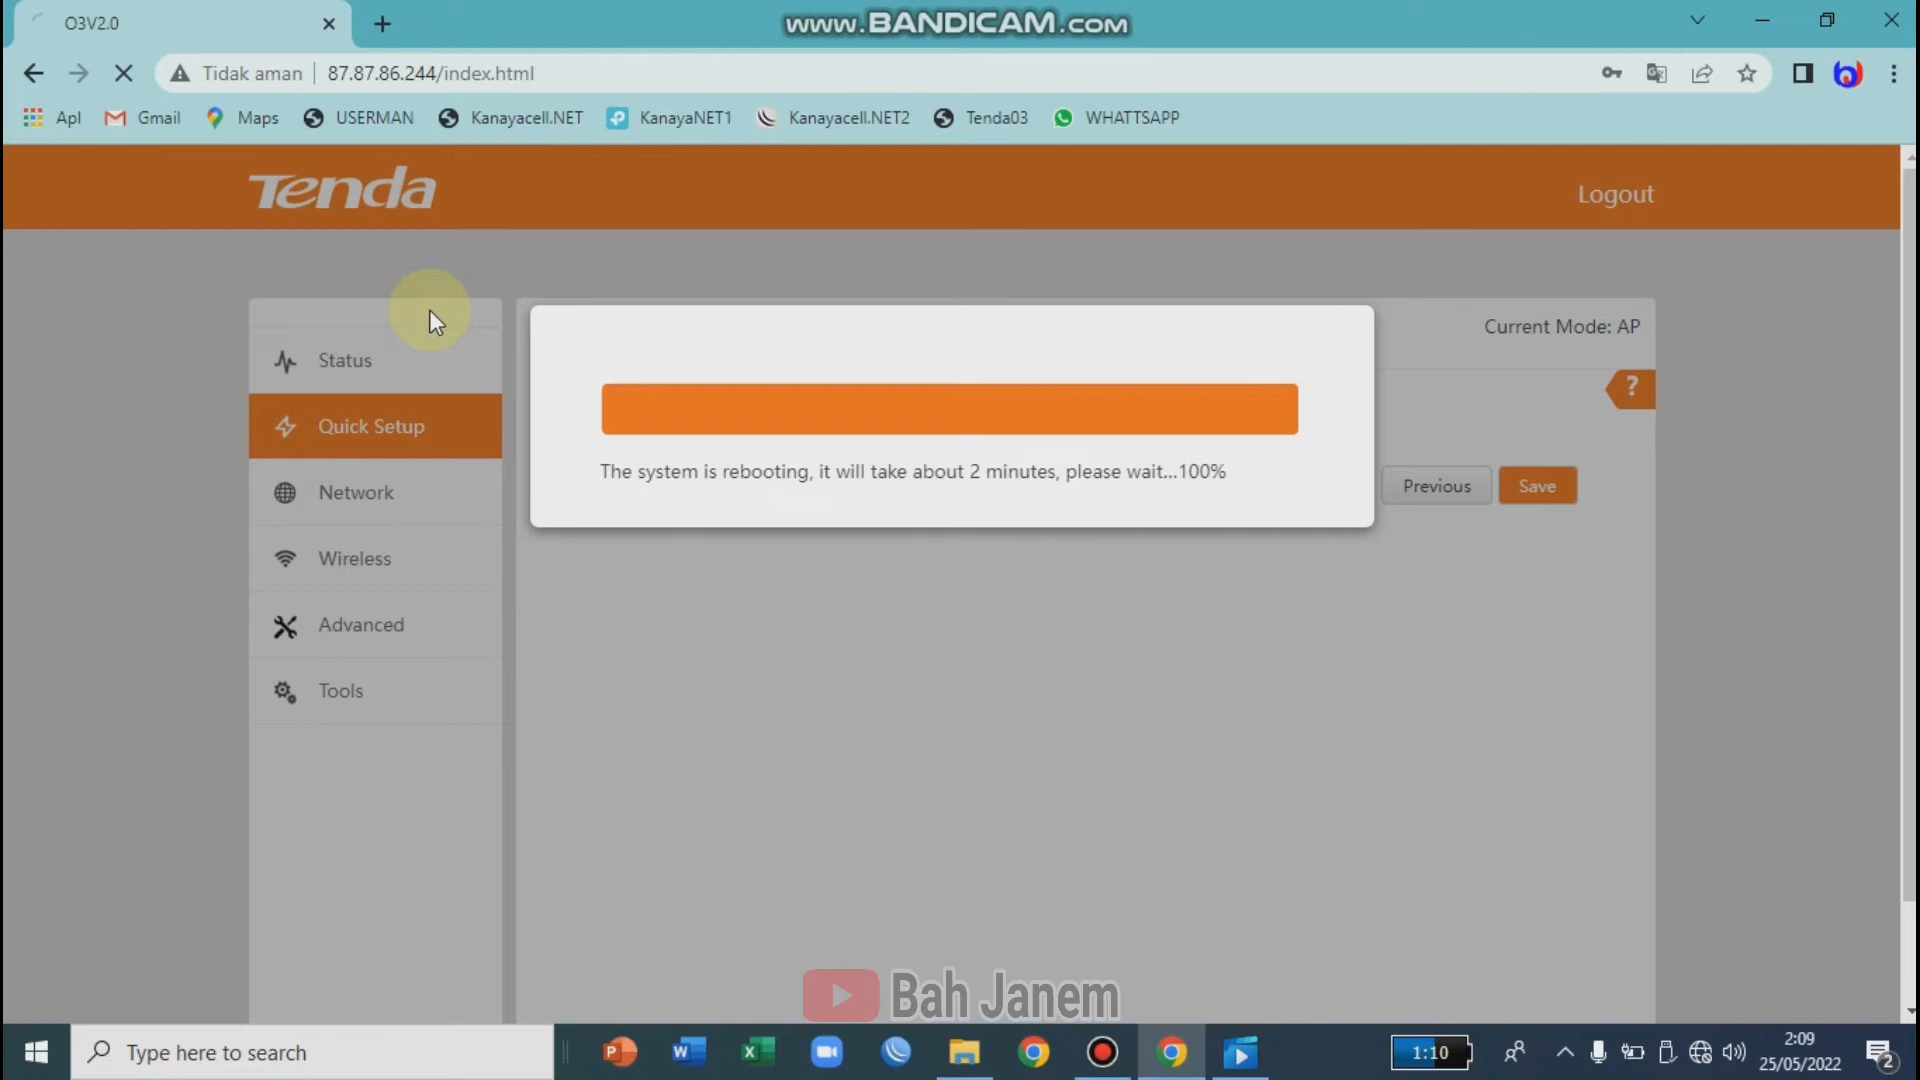 O3V2.0
www.BANDICAM.com
Tidak aman
87.87.86.244/index.html
Apl
Gmail
Maps
USERMAN
Kanayacell.NET
KanayaNET1
Kanayacell.NET2
Tenda03
WHATTSAPP
Tenda
Logout
Current Mode: AP
?
Status
Quick Setup
Network
Wireless
Advanced
Tools
The system is rebooting, it will take about 2 minutes, please wait...100%
Previous
Save
Bah Janem
Type here to search
1:10
2:09
25/05/2022
2